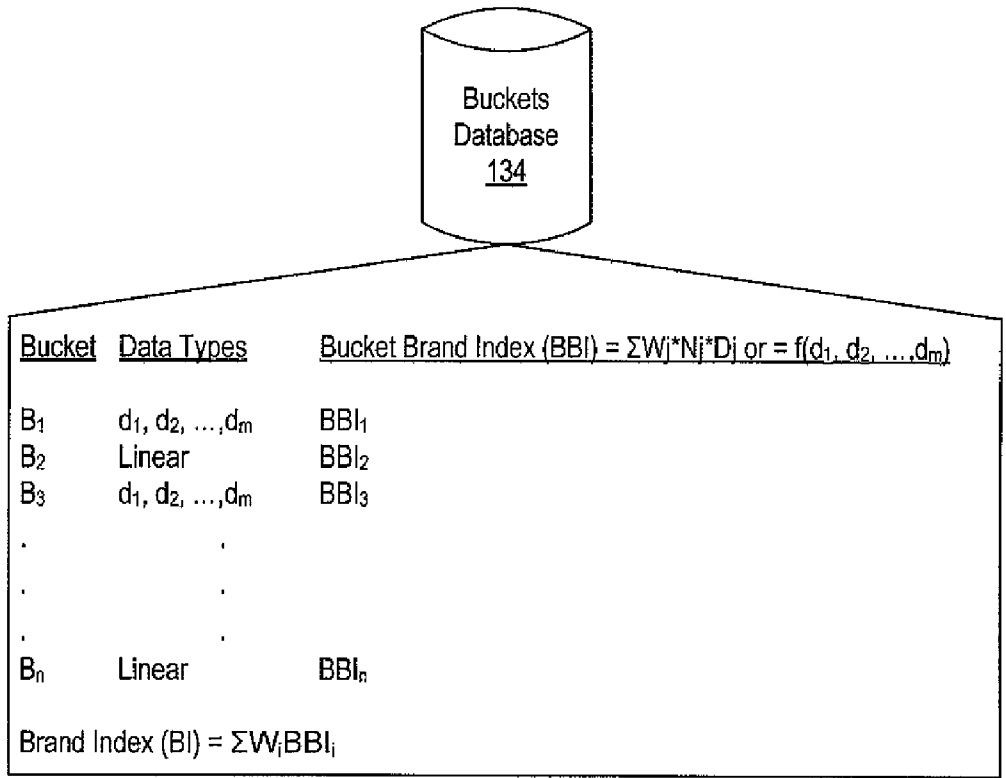 Buckets
Database
134
Bucket Data Types Bucket Brand Index (BBI) = ΣWj*Nj*Dj or = f(d₁, d₂, ...,dₘ)
B₁ d₁, d₂, ...,dₘ BBI₁
B₂ Linear BBI₂
B₃ d₁, d₂, ...,dₘ BBI₃
. .
. .
. .
Bₙ Linear BBIₙ
Brand Index (BI) = ΣWᵢBBIᵢ